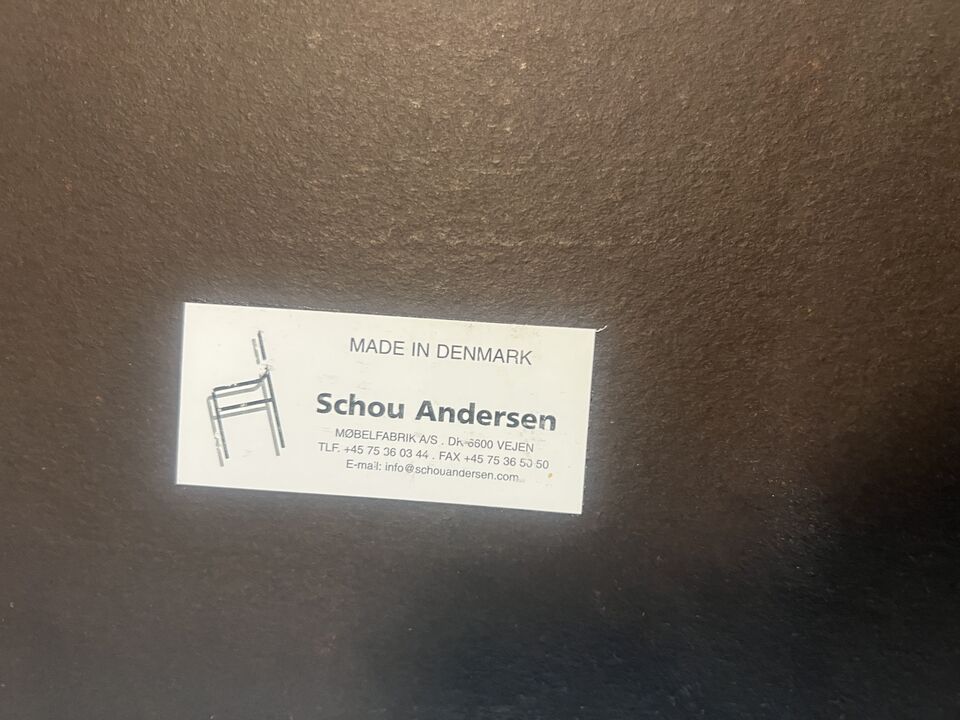 MADE IN DENMARK
Schou Andersen
MØBELFABRIK A/S . DK-6600 VEJEN
TLF. +45 75 36 03 44 . FAX +45 75 36 50 50
E-mail: info@schouandersen.com